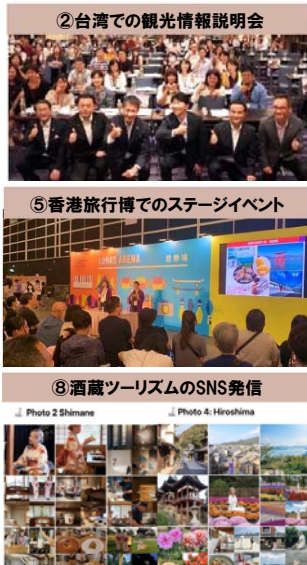 ②台湾での観光情報説明会
⑤香港旅行博でのステージイベント
⑧酒蔵ツーリズムのSNS発信
Photo 2 Shimane
Photo 4: Hiroshima